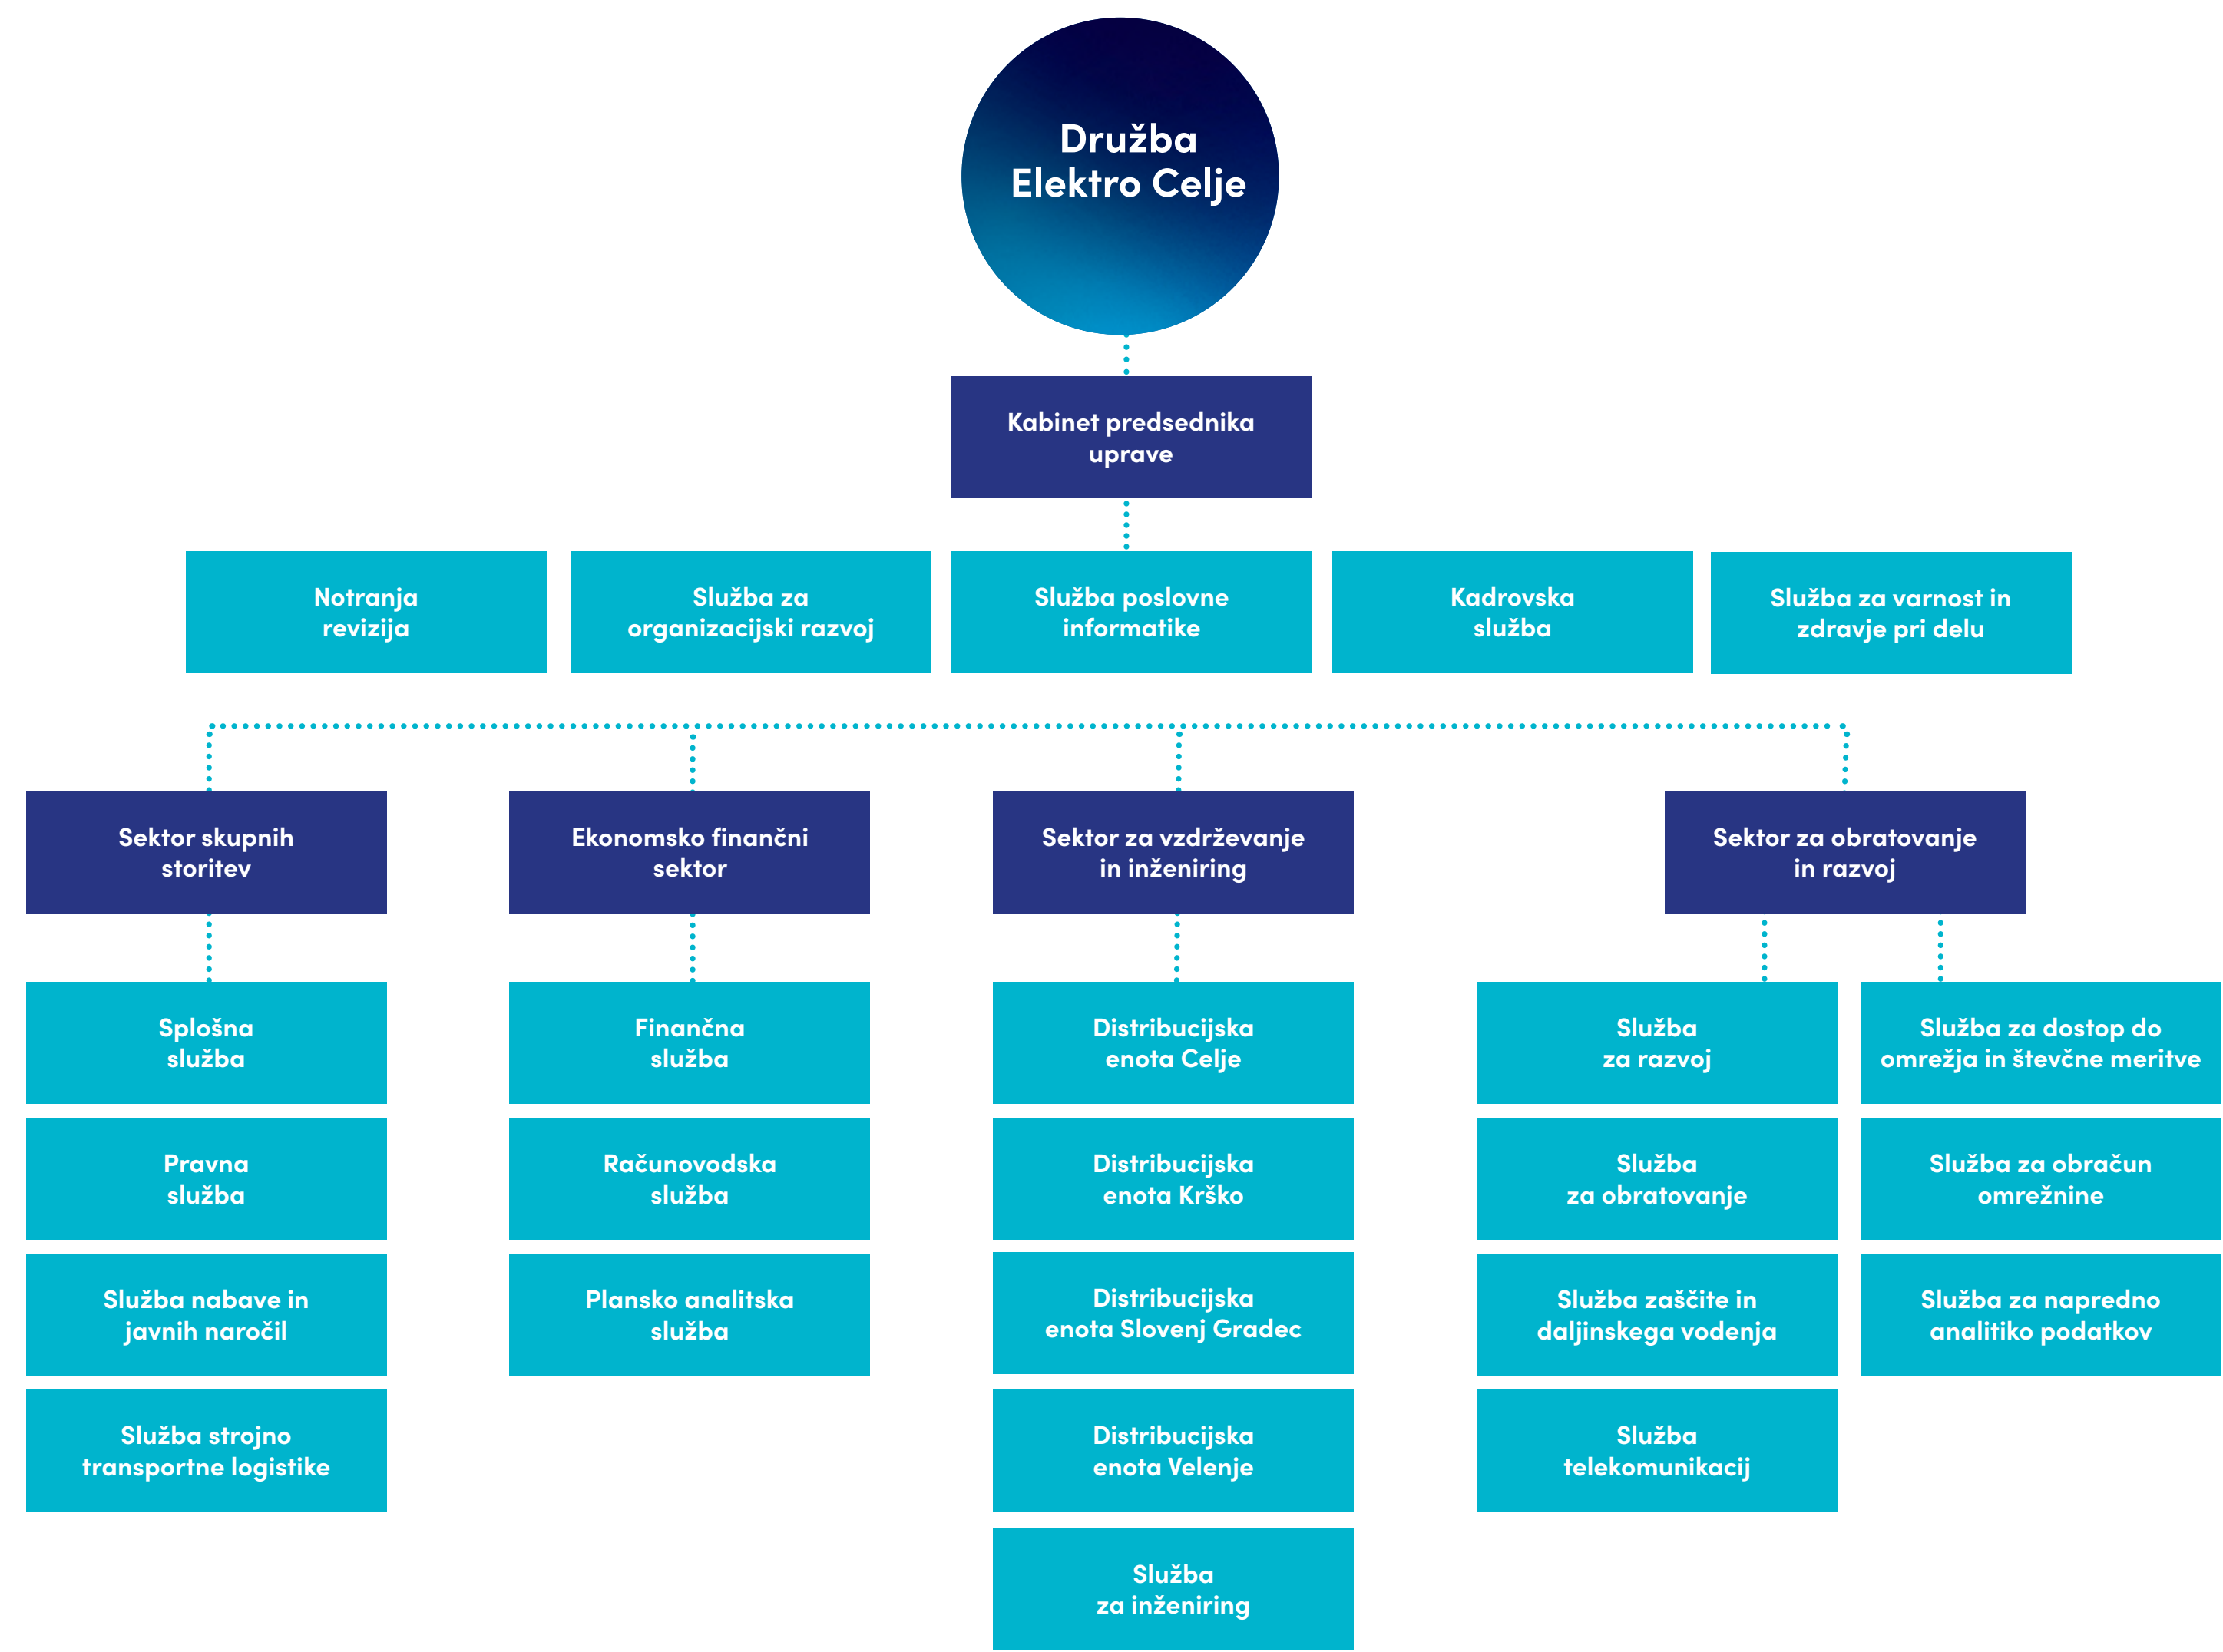 Družba
Elektro Celje
Kabinet predsednika
uprave
Notranja
revizija
Služba za
organizacijski razvoj
Služba poslovne
informatike
Kadrovska
služba
Služba za varnost in
zdravje pri delu
Sektor skupnih
storitev
Ekonomsko finančni
sektor
Sektor za vzdrževanje
in inženiring
Sektor za obratovanje
in razvoj
Splošna
služba
Pravna
služba
Služba nabave in
javnih naročil
Služba strojno
transportne logistike
Finančna
služba
Računovodska
služba
Plansko analitska
služba
Distribucijska
enota Celje
Distribucijska
enota Krško
Distribucijska
enota Slovenj Gradec
Distribucijska
enota Velenje
Služba
za inženiring
Služba
za razvoj
Služba
za obratovanje
Služba zaščite in
daljinskega vodenja
Služba
telekomunikacij
Služba za dostop do
omrežja in števčne meritve
Služba za obračun
omrežnine
Služba za napredno
analitiko podatkov